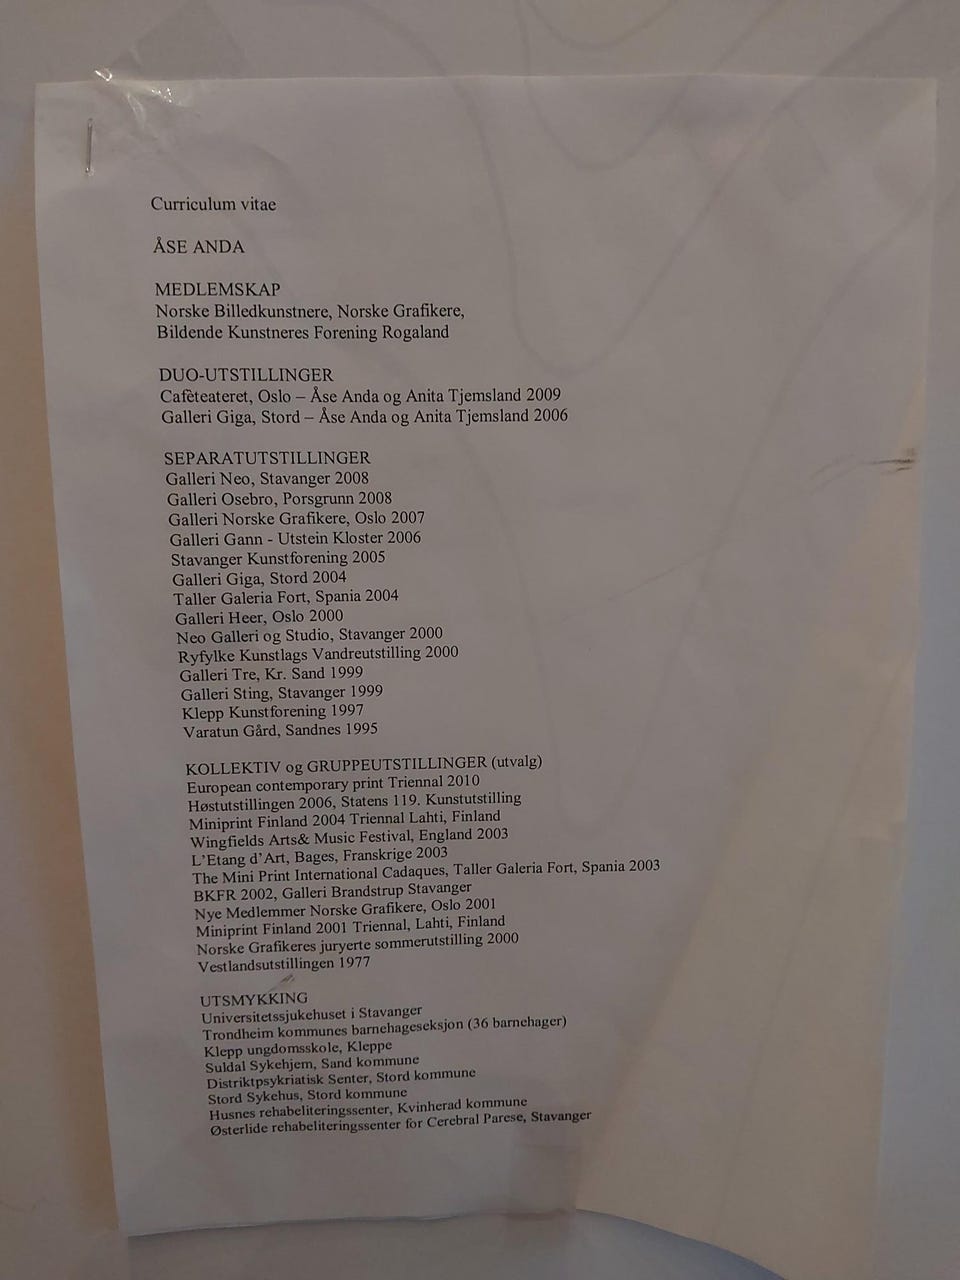 Curriculum vitae
ÅSE ANDA
MEDLEMSKAP
Norske Billedkunstnere, Norske Grafikere,
Bildende Kunstneres Forening Rogaland
DUO-UTSTILLINGER
Cafèteateret, Oslo – Åse Anda og Anita Tjemsland 2009
Galleri Giga, Stord – Åse Anda og Anita Tjemsland 2006
SEPARATUTSTILLINGER
Galleri Neo, Stavanger 2008
Galleri Osebro, Porsgrunn 2008
Galleri Norske Grafikere, Oslo 2007
Galleri Gann - Utstein Kloster 2006
Stavanger Kunstforening 2005
Galleri Giga, Stord 2004
Taller Galeria Fort, Spania 2004
Galleri Heer, Oslo 2000
Neo Galleri og Studio, Stavanger 2000
Ryfylke Kunstlags Vandreutstilling 2000
Galleri Tre, Kr. Sand 1999
Galleri Sting, Stavanger 1999
Klepp Kunstforening 1997
Varatun Gård, Sandnes 1995
KOLLEKTIV og GRUPPEUTSTILLINGER (utvalg)
European contemporary print Triennal 2010
Høstutstillingen 2006, Statens 119. Kunstutstilling
Miniprint Finland 2004 Triennal Lahti, Finland
Wingfields Arts& Music Festival, England 2003
L'Etang d'Art, Bages, Franskrige 2003
The Mini Print International Cadaques, Taller Galeria Fort, Spania 2003
BKFR 2002, Galleri Brandstrup Stavanger
Nye Medlemmer Norske Grafikere, Oslo 2001
Miniprint Finland 2001 Triennal, Lahti, Finland
Norske Grafikeres juryerte sommerutstilling 2000
Vestlandsutstillingen 1977
UTSMYKKING
Universitetssjukehuset i Stavanger
Trondheim kommunes barnehageseksjon (36 barnehager)
Klepp ungdomsskole, Kleppe
Suldal Sykehjem, Sand kommune
Distriktpsykriatisk Senter, Stord kommune
Stord Sykehus, Stord kommune
Husnes rehabeliteringssenter, Kvinherad kommune
Østerlide rehabeliteringssenter for Cerebral Parese, Stavanger